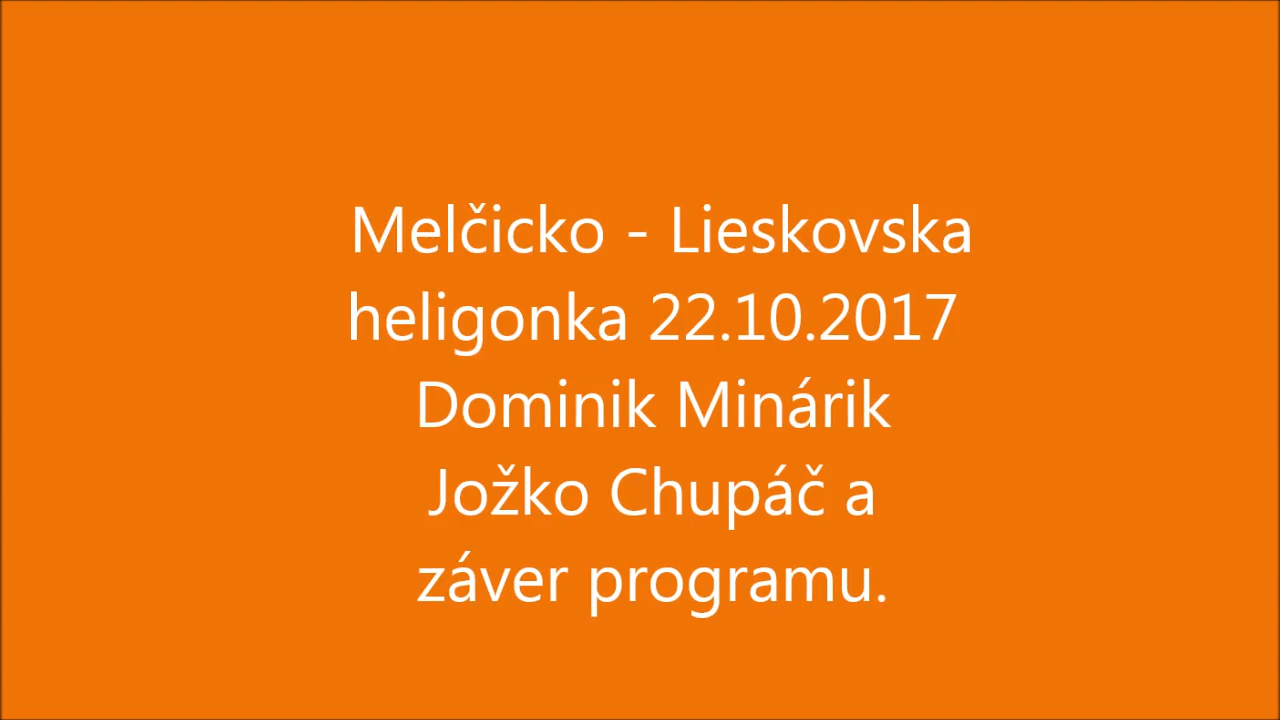 Melčicko - Lieskovska
heligonka 22.10.2017
Dominik Minárik
Jožko Chupáč a
záver programu.